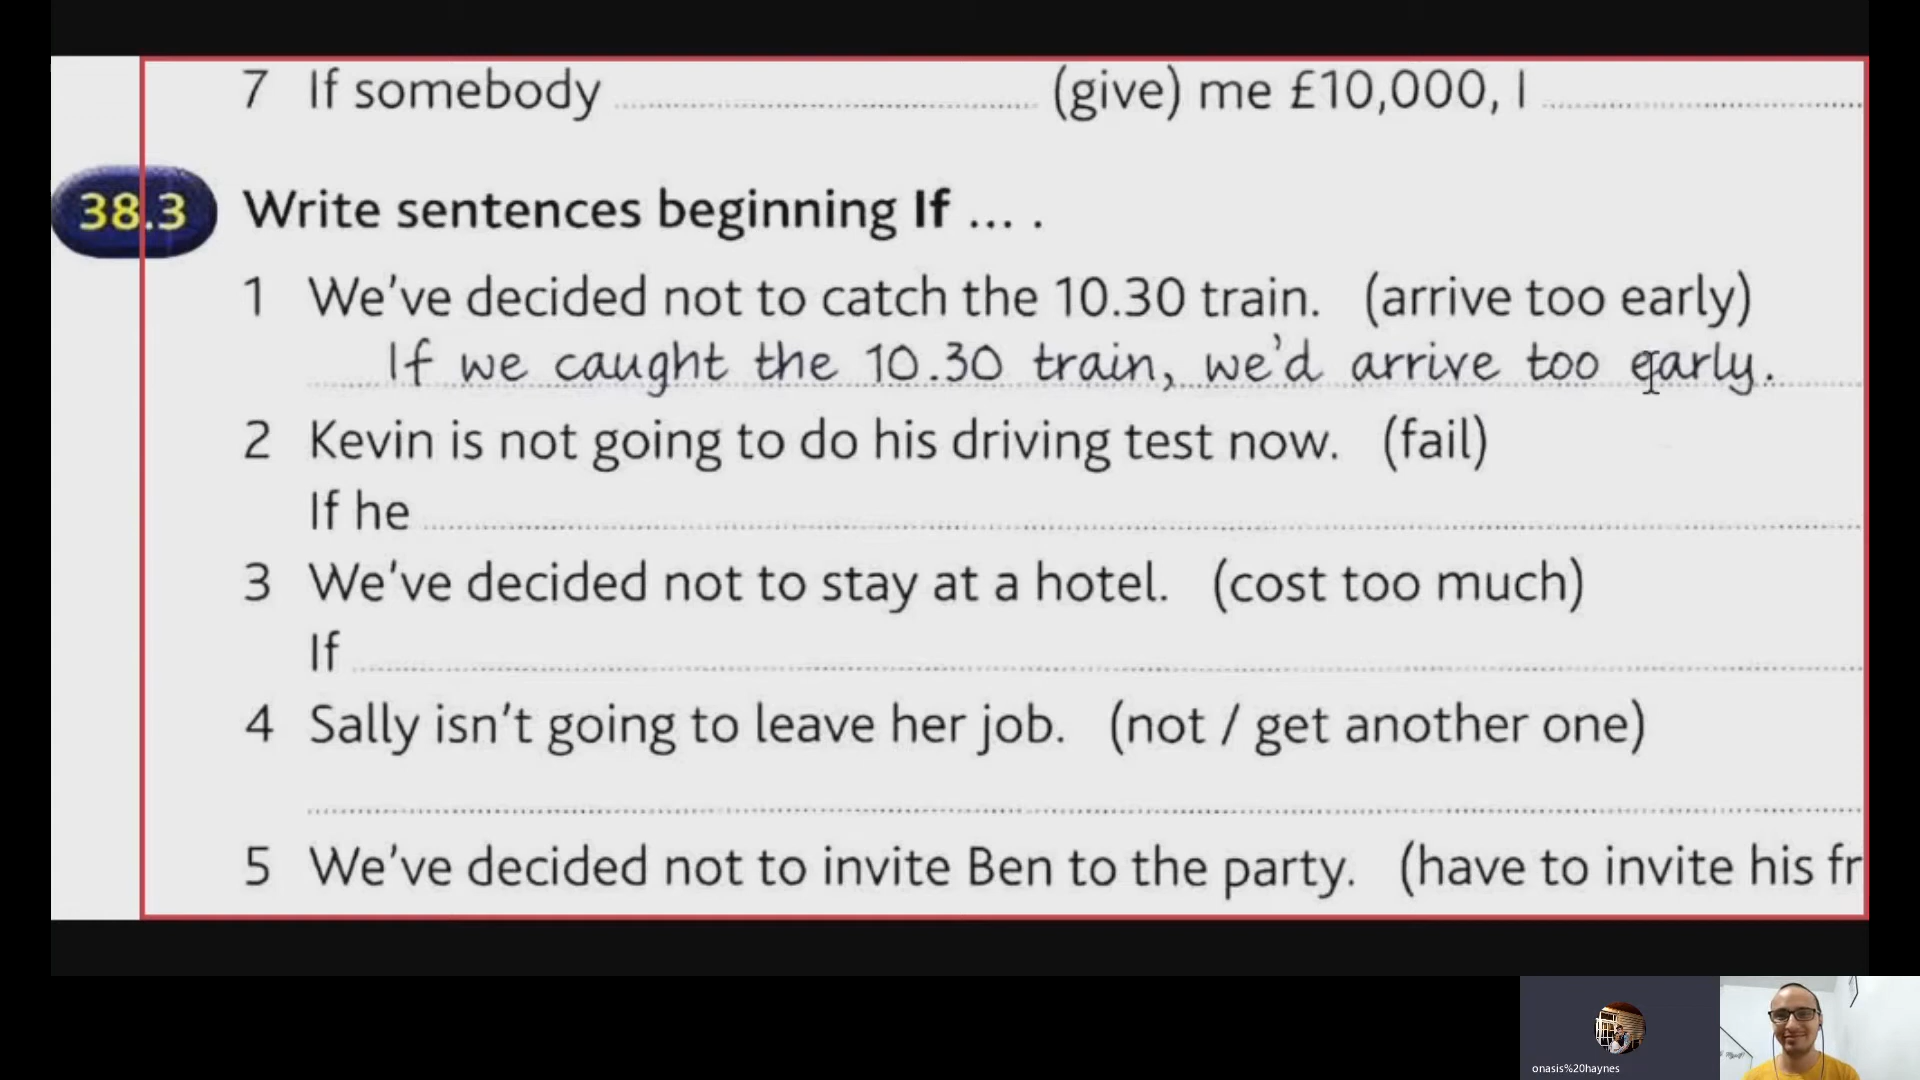 7 If somebody ........ (give) me £10,000, I ........
38.3 Write sentences beginning If ... .
1 We've decided not to catch the 10.30 train. (arrive too early)
If we caught the 10.30 train, we'd arrive too early.
2 Kevin is not going to do his driving test now. (fail)
If he ........
3 We've decided not to stay at a hotel. (cost too much)
If ........
4 Sally isn't going to leave her job. (not / get another one)
5 We've decided not to invite Ben to the party. (have to invite his fr
onasis%20haynes